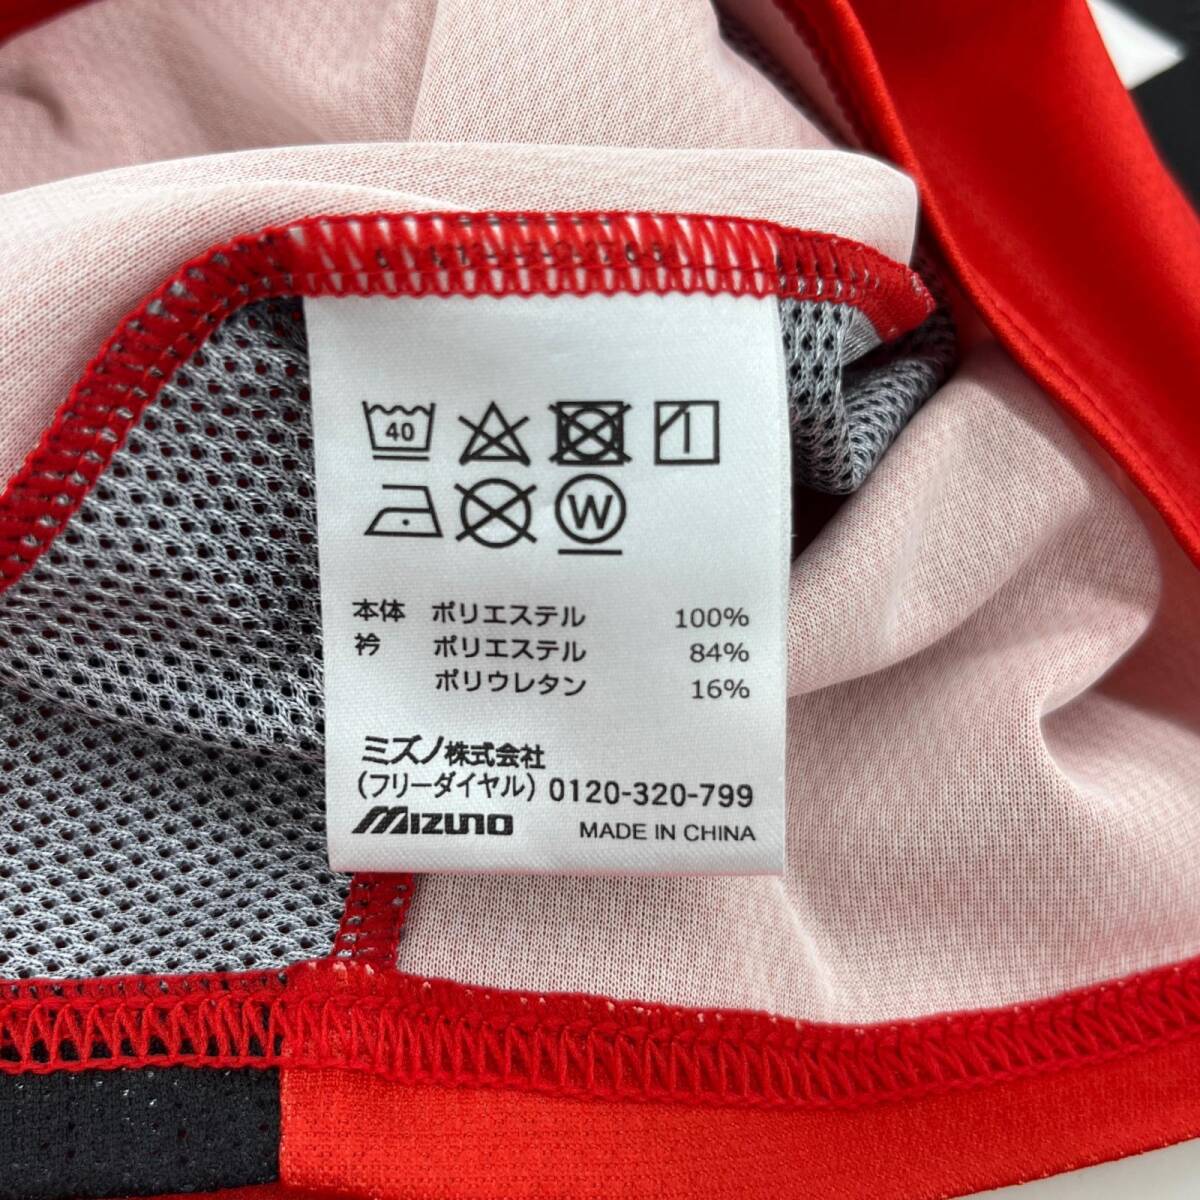 40
W
本体 ポリエステル 100%
衿 ポリエステル 84%
ポリウレタン 16%
ミズノ株式会社
(フリーダイヤル) 0120-320-799
MIZUNO MADE IN CHINA